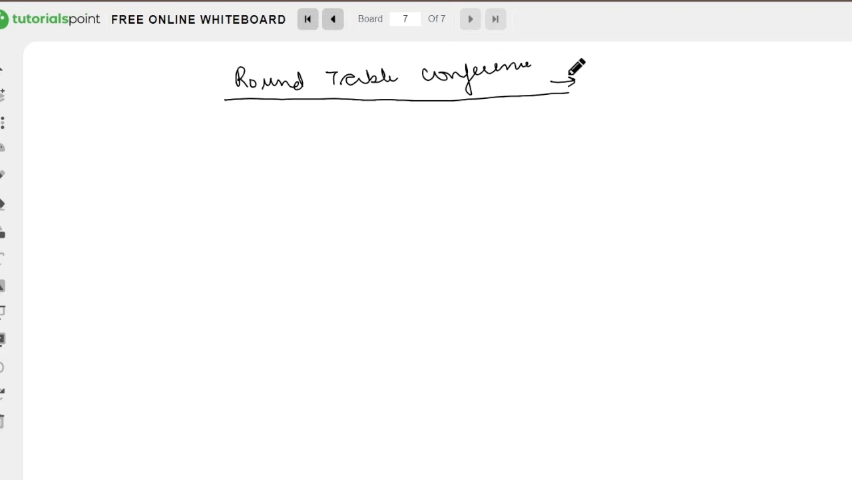 tutorialspoint FREE ONLINE WHITEBOARD Board 7 Of 7
Round Table Conference →